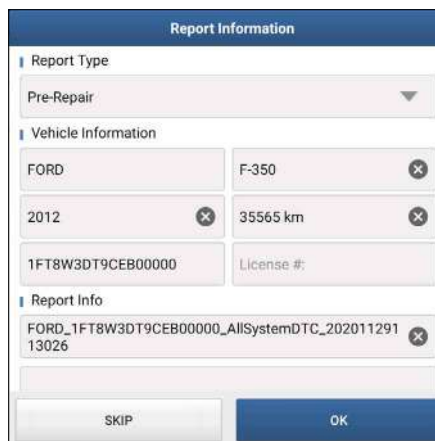 Report Information
Report Type
Pre-Repair
Vehicle Information
FORD
F-350
2012
35565 km
1FT8W3DT9CEB00000
License #:
Report Info
FORD_1FT8W3DT9CEB00000_AllSystemDTC_202011291
13026
SKIP
OK